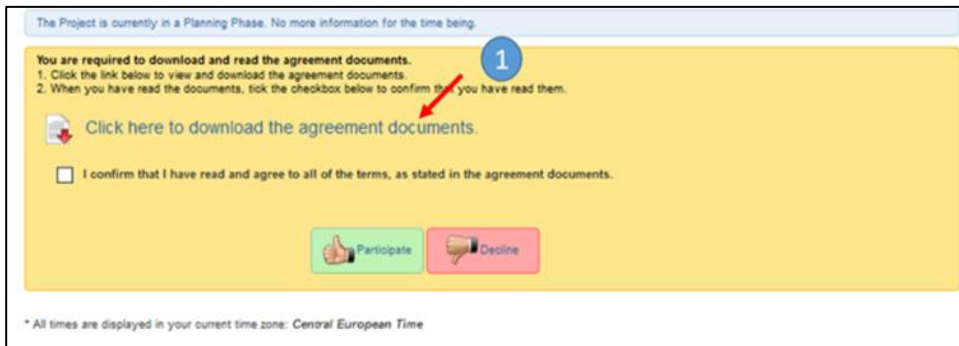 The Project is currently in a Planning Phase. No more information for the time being.
You are required to download and read the agreement documents.
1. Click the link below to view and download the agreement documents.
2. When you have read the documents, tick the checkbox below to confirm that you have read them.
1
Click here to download the agreement documents.
I confirm that I have read and agree to all of the terms, as stated in the agreement documents.
Participate
Decline
* All times are displayed in your current time zone: Central European Time